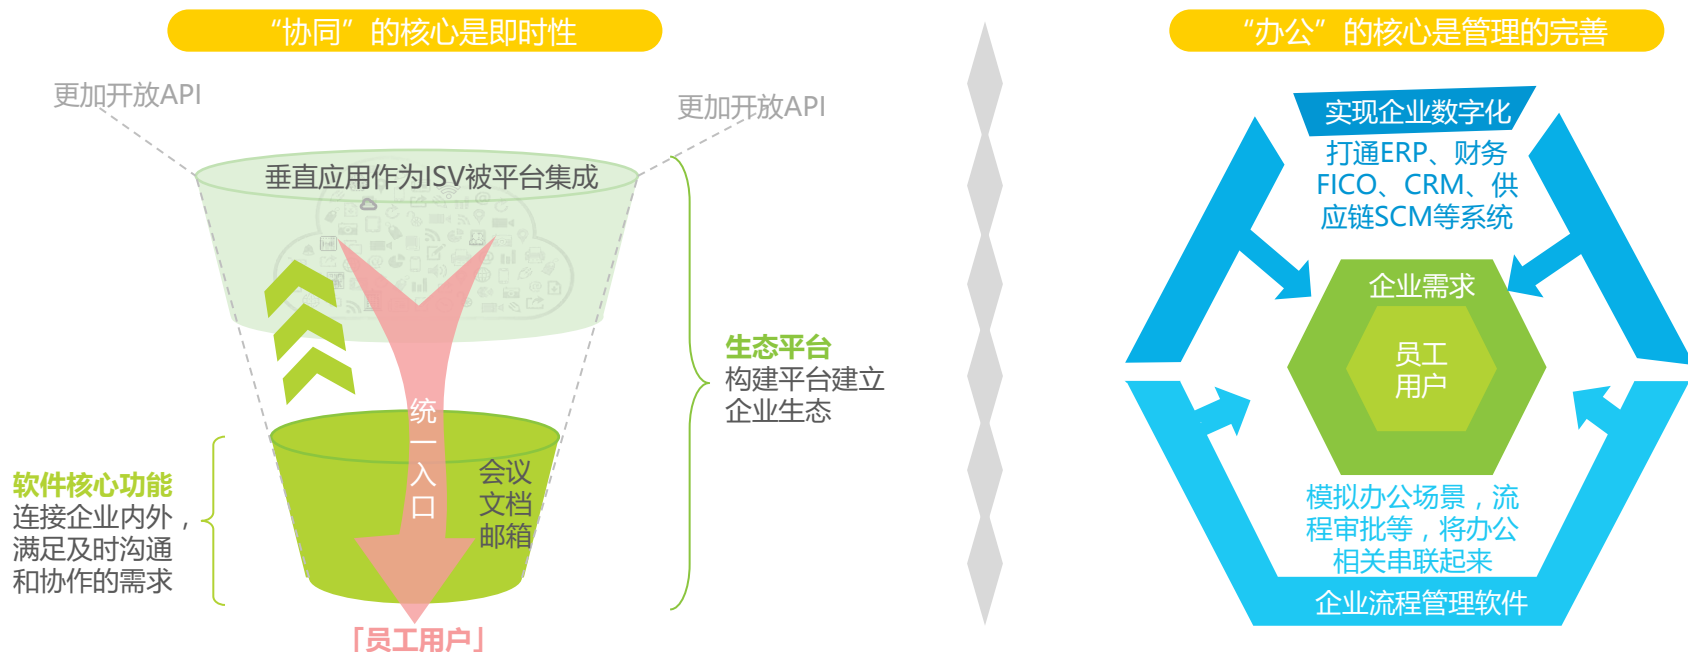 “协同”的核心是即时性
更加开放API
更加开放API
垂直应用作为ISV被平台集成
统
一
入
口
会议
文档
邮箱
软件核心功能
连接企业内外，
满足及时沟通
和协作的需求
生态平台
构建平台建立
企业生态
「员工用户」
“办公”的核心是管理的完善
实现企业数字化
打通ERP、财务
FICO、CRM、供
应链SCM等系统
企业需求
员工
用户
模拟办公场景，流
程审批等，将办公
相关串联起来
企业流程管理软件